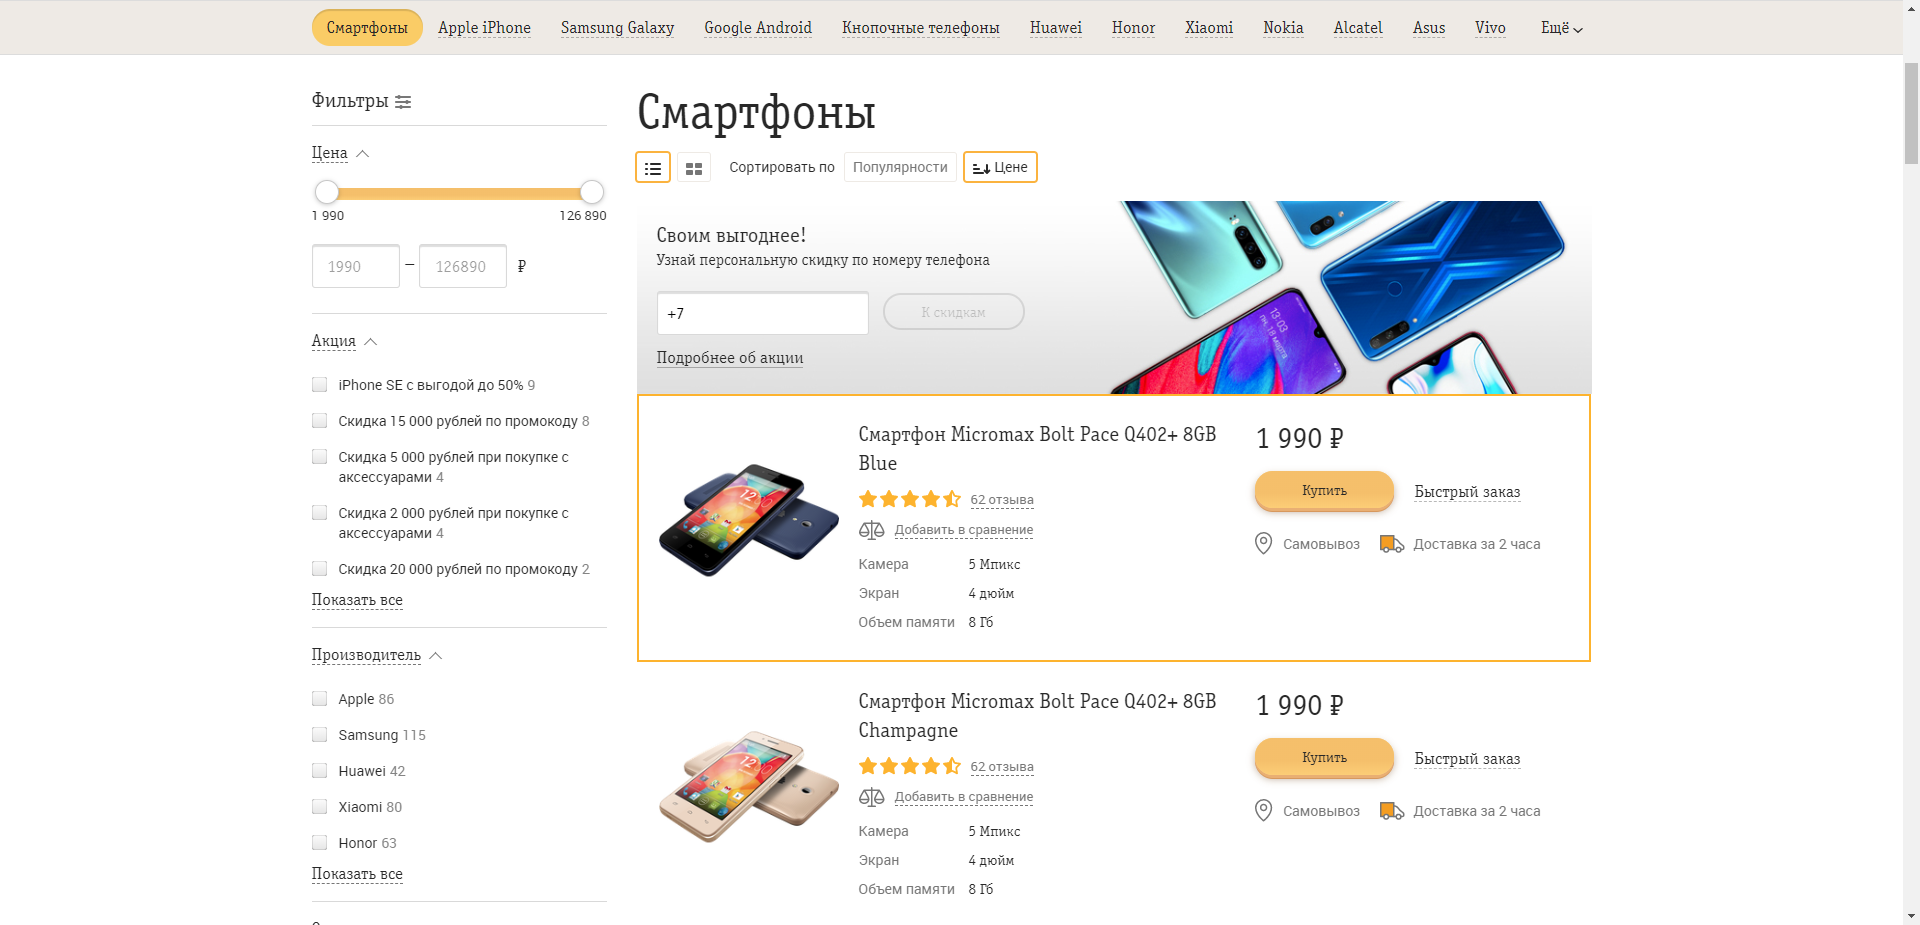 Смартфоны Apple iPhone Samsung Galaxy Google Android Кнопочные телефоны Huawei Honor Xiaomi Nokia Alcatel Asus Vivo Ещё
Фильтры
Цена
1 990 126 890
1990 – 126890 ₽
Акция
iPhone SE с выгодой до 50% 9
Скидка 15 000 рублей по промокоду 8
Скидка 5 000 рублей при покупке с
аксессуарами 4
Скидка 2 000 рублей при покупке с
аксессуарами 4
Скидка 20 000 рублей по промокоду 2
Показать все
Производитель
Apple 86
Samsung 115
Huawei 42
Xiaomi 80
Honor 63
Показать все
Смартфоны
Сортировать по Популярности Цене
Своим выгоднее!
Узнай персональную скидку по номеру телефона
+7 К скидкам
Подробнее об акции
13:03
пн, 18 марта
Смартфон Micromax Bolt Pace Q402+ 8GB
Blue
62 отзыва
Добавить в сравнение
Камера 5 Мпикс
Экран 4 дюйм
Объем памяти 8 Гб
1 990 ₽
Купить Быстрый заказ
Самовывоз Доставка за 2 часа
Смартфон Micromax Bolt Pace Q402+ 8GB
Champagne
62 отзыва
Добавить в сравнение
Камера 5 Мпикс
Экран 4 дюйм
Объем памяти 8 Гб
1 990 ₽
Купить Быстрый заказ
Самовывоз Доставка за 2 часа